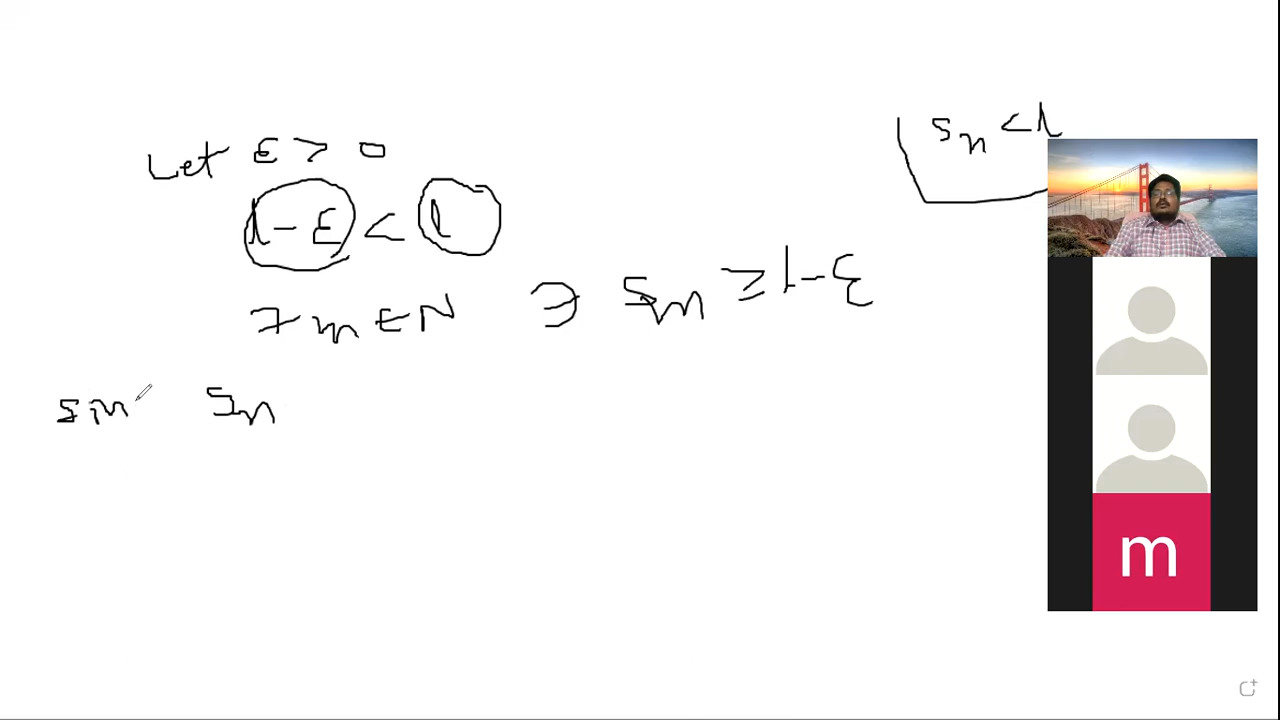 sₙ < l
Let ε > 0
l - ε < l
∃ m ∈ N ∋ sₘ ≥ l - ε
sₘ sₙ
m